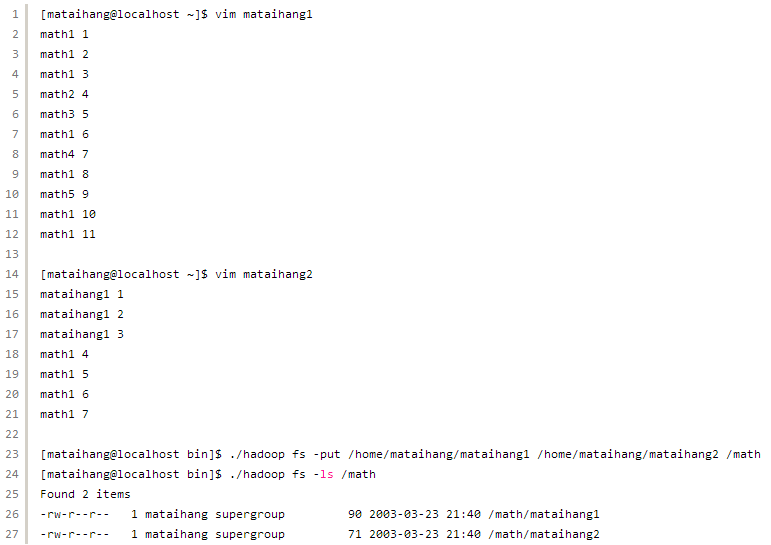 1 [mataihang@localhost ~]$ vim mataihang1
2 math1 1
3 math1 2
4 math1 3
5 math2 4
6 math3 5
7 math1 6
8 math4 7
9 math1 8
10 math5 9
11 math1 10
12 math1 11
13
14 [mataihang@localhost ~]$ vim mataihang2
15 mataihang1 1
16 mataihang1 2
17 mataihang1 3
18 math1 4
19 math1 5
20 math1 6
21 math1 7
22
23 [mataihang@localhost bin]$ ./hadoop fs -put /home/mataihang/mataihang1 /home/mataihang/mataihang2 /math
24 [mataihang@localhost bin]$ ./hadoop fs -ls /math
25 Found 2 items
26 -rw-r--r--   1 mataihang supergroup         90 2003-03-23 21:40 /math/mataihang1
27 -rw-r--r--   1 mataihang supergroup         71 2003-03-23 21:40 /math/mataihang2